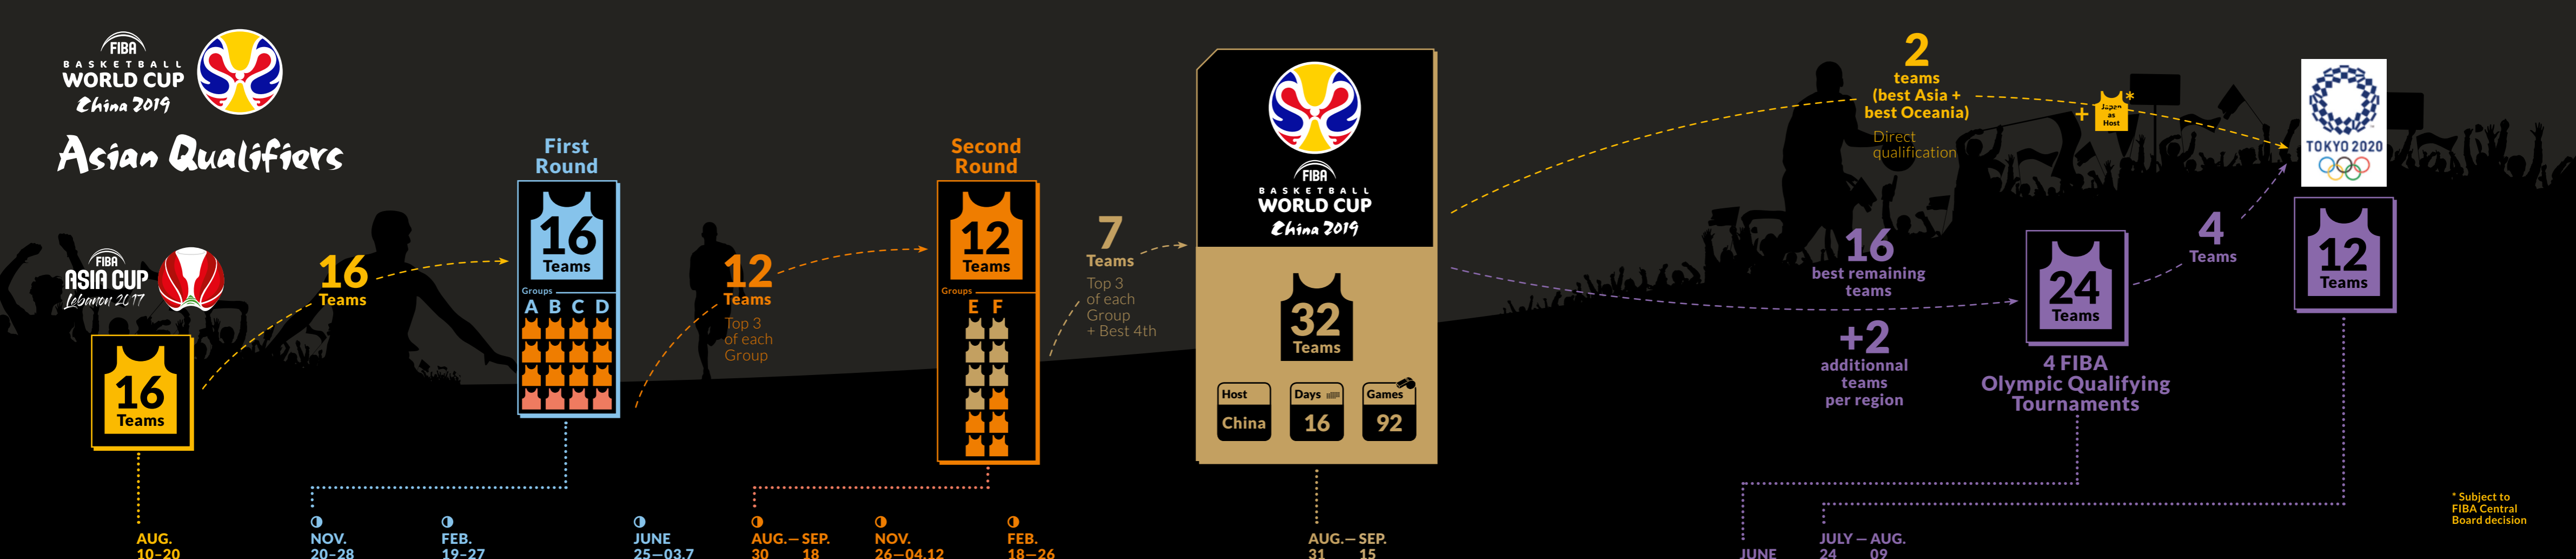 FIBA
BASKETBALL
WORLD CUP
China 2019
Asian Qualifiers
FIBA
ASIA CUP
Lebanon 2017
16
Teams
16
Teams
First
Round
16
Teams
Groups
A B C D
12
Teams
Top 3
of each
Group
Second
Round
12
Teams
Groups
E F
7
Teams
Top 3
of each
Group
+ Best 4th
FIBA
BASKETBALL
WORLD CUP
China 2019
32
Teams
Host
China
Days
16
Games
92
2
teams
(best Asia +
best Oceania)
Direct
qualification
+
Japan
as
Host
*
16
best remaining
teams
+2
additionnal
teams
per region
24
Teams
4 FIBA
Olympic Qualifying
Tournaments
4
Teams
TOKYO 2020
12
Teams
* Subject to
FIBA Central
Board decision
AUG.
10–20
NOV.
20–28
FEB.
19–27
JUNE
25—03.7
AUG.— SEP.
30 18
NOV.
26—04.12
FEB.
18—26
AUG.— SEP.
31 15
JUNE
JULY — AUG.
24 09